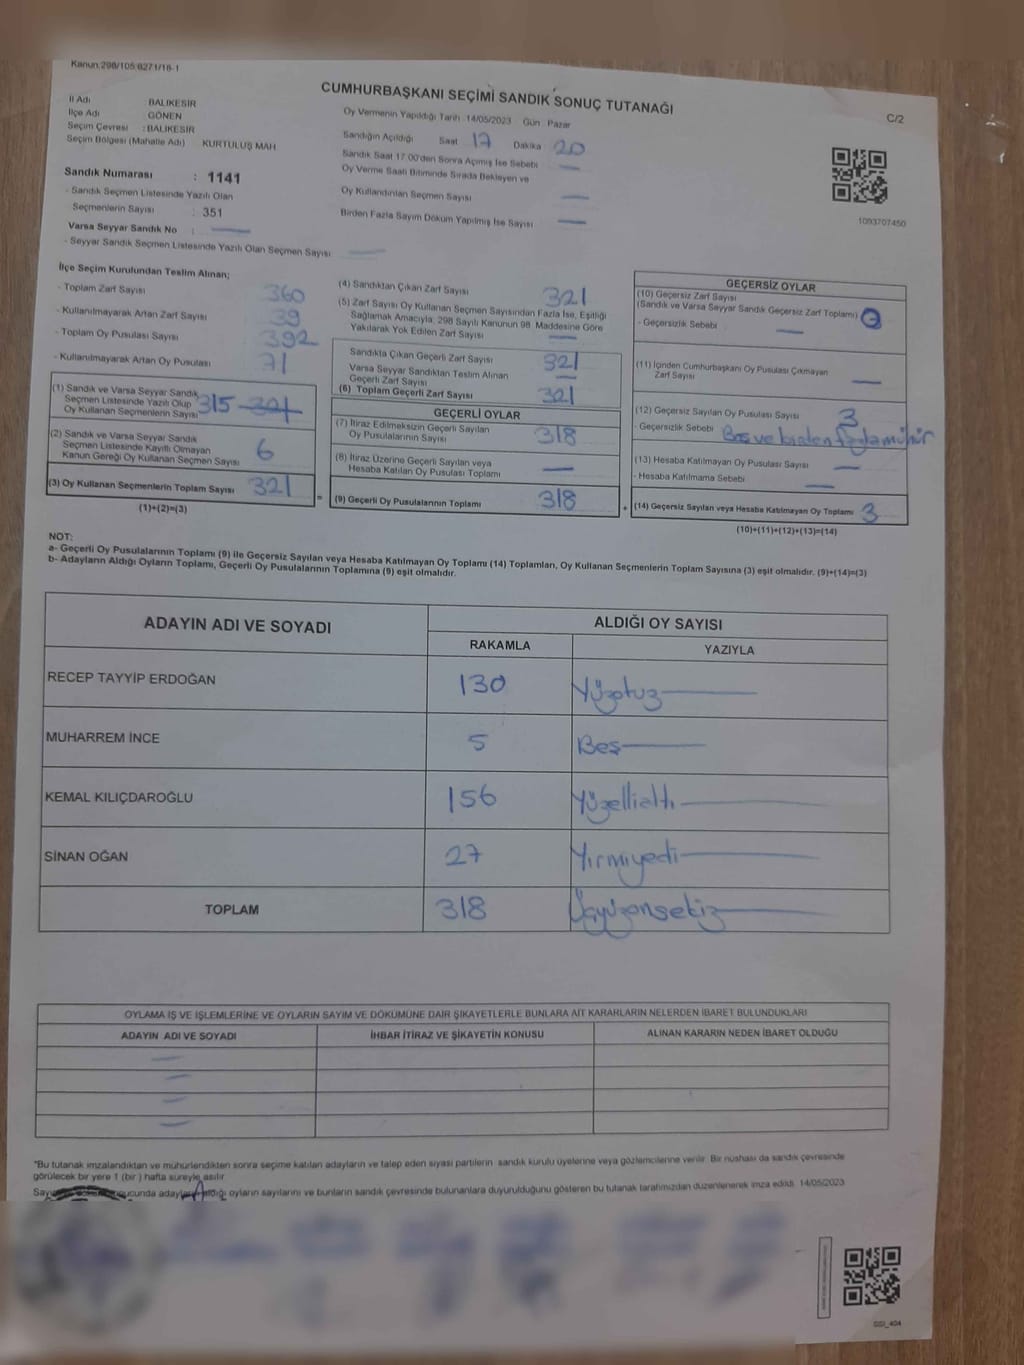 Kanun:298/105.6271/18-1
CUMHURBAŞKANI SEÇİMİ SANDIK SONUÇ TUTANAĞI
C/2
İl Adı BALIKESİR
İlçe Adı GÖNEN
Seçim Çevresi : BALIKESİR
Seçim Bölgesi (Mahalle Adı) KURTULUŞ MAH
Sandık Numarası : 1141
- Sandık Seçmen Listesinde Yazılı Olan
Seçmenlerin Sayısı : 351
Varsa Seyyar Sandık No :
- Seyyar Sandık Seçmen Listesinde Yazılı Olan Seçmen Sayısı :
Oy Vermenin Yapıldığı Tarih :14/05/2023 Gün Pazar
Sandığın Açıldığı Saat 17 Dakika : 20
Sandık Saat 17.00'den Sonra Açılmış İse Sebebi
Oy Verme Saati Bitiminde Sırada Bekleyen ve
Oy Kullandırılan Seçmen Sayısı
Birden Fazla Sayım Döküm Yapılmış İse Sayısı
1093707450
İlçe Seçim Kurulundan Teslim Alınan;
- Toplam Zarf Sayısı 360
- Kullanılmayarak Artan Zarf Sayısı 39
- Toplam Oy Pusulası Sayısı 392
- Kullanılmayarak Artan Oy Pusulası 71
(1) Sandık ve Varsa Seyyar Sandık
Seçmen Listesinde Yazılı Olup
Oy Kullanan Seçmenlerin Sayısı 315 321
(2) Sandık ve Varsa Seyyar Sandık
Seçmen Listesinde Kayıtlı Olmayan
Kanun Gereği Oy Kullanan Seçmen Sayısı 6
(3) Oy Kullanan Seçmenlerin Toplam Sayısı 321
(1)+(2)=(3)
(4) Sandıktan Çıkan Zarf Sayısı 321
(5) Zarf Sayısı Oy Kullanan Seçmen Sayısından Fazla İse, Eşitliği
Sağlamak Amacıyla; 298 Sayılı Kanunun 98. Maddesine Göre
Yakılarak Yok Edilen Zarf Sayısı
Sandıkta Çıkan Geçerli Zarf Sayısı 321
Varsa Seyyar Sandıktan Teslim Alınan
Geçerli Zarf Sayısı
(6) Toplam Geçerli Zarf Sayısı 321
GEÇERLİ OYLAR
(7) İtiraz Edilmeksizin Geçerli Sayılan
Oy Pusulalarının Sayısı 318
(8) İtiraz Üzerine Geçerli Sayılan veya
Hesaba Katılan Oy Pusulası Toplamı
(9) Geçerli Oy Pusulalarının Toplamı 318
=
+
GEÇERSİZ OYLAR
(10) Geçersiz Zarf Sayısı
(Sandık ve Varsa Seyyar Sandık Geçersiz Zarf Toplamı)
- Geçersizlik Sebebi
(11) İçinden Cumhurbaşkanı Oy Pusulası Çıkmayan
Zarf Sayısı
(12) Geçersiz Sayılan Oy Pusulası Sayısı 3
- Geçersizlik Sebebi Boş ve birden fazla mühür
(13) Hesaba Katılmayan Oy Pusulası Sayısı
- Hesaba Katılmama Sebebi
(14) Geçersiz Sayılan veya Hesaba Katılmayan Oy Toplamı 3
(10)+(11)+(12)+(13)=(14)
NOT:
a- Geçerli Oy Pusulalarının Toplamı (9) ile Geçersiz Sayılan veya Hesaba Katılmayan Oy Toplamı (14) Toplamları, Oy Kullanan Seçmenlerin Toplam Sayısına (3) eşit olmalıdır. (9)+(14)=(3)
b- Adayların Aldığı Oyların Toplamı, Geçerli Oy Pusulalarının Toplamına (9) eşit olmalıdır.
ADAYIN ADI VE SOYADI
ALDIĞI OY SAYISI
RAKAMLA YAZIYLA
RECEP TAYYİP ERDOĞAN 130 Yüzotuz
MUHARREM İNCE 5 Beş
KEMAL KILIÇDAROĞLU 156 Yüzellialtı
SİNAN OĞAN 27 Yirmiyedi
TOPLAM 318 Üçyüzonsekiz
OYLAMA İŞ VE İŞLEMLERİNE VE OYLARIN SAYIM VE DÖKÜMÜNE DAİR ŞİKAYETLERLE BUNLARA AİT KARARLARIN NELERDEN İBARET BULUNDUKLARI
ADAYIN ADI VE SOYADI İHBAR İTİRAZ VE ŞİKAYETİN KONUSU ALINAN KARARIN NEDEN İBARET OLDUĞU
*Bu tutanak imzalandıktan ve mühürlendikten sonra seçime katılan adayların ve talep eden siyasi partilerin sandık kurulu üyelerine veya gözlemcilerine verilir. Bir nüshası da sandık çevresinde
görülecek bir yere 1 (bir ) hafta süreyle asılır
oyların sayılarını ve bunların sandık çevresinde bulunanlara duyurulduğunu gösteren bu tutanak tarafımızdan düzenlenerek imza edildi. 14/05/2023